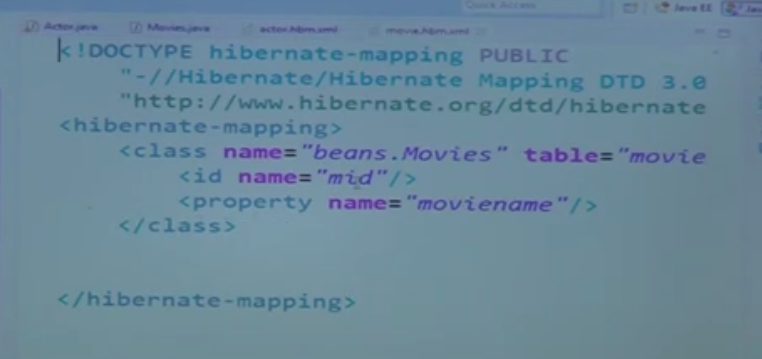 Quick Access
Java EE
Actor.java Movies.java actor.hbm.xml movie.hbm.xml
<!DOCTYPE hibernate-mapping PUBLIC
"-//Hibernate/Hibernate Mapping DTD 3.0
"http://www.hibernate.org/dtd/hibernate
<hibernate-mapping>
<class name="beans.Movies" table="movie
<id name="mid"/>
<property name="moviename"/>
</class>
</hibernate-mapping>